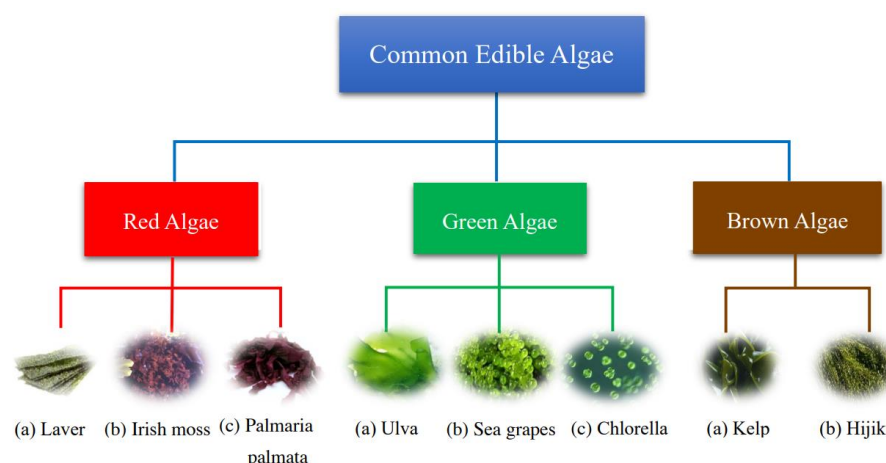 Common Edible Algae
Red Algae
Green Algae
Brown Algae
(a) Laver
(b) Irish moss
(c) Palmaria
palmata
(a) Ulva
(b) Sea grapes
(c) Chlorella
(a) Kelp
(b) Hijik